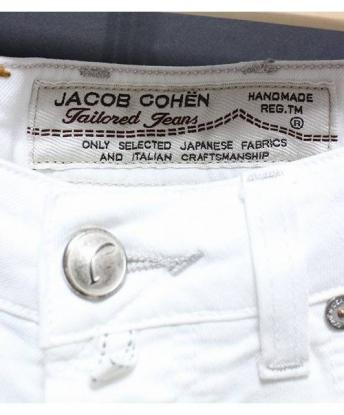 JACOB COHËN HANDMADE
Tailored Jeans REG.TM
®
ONLY SELECTED JAPANESE FABRICS
AND ITALIAN CRAFTSMANSHIP